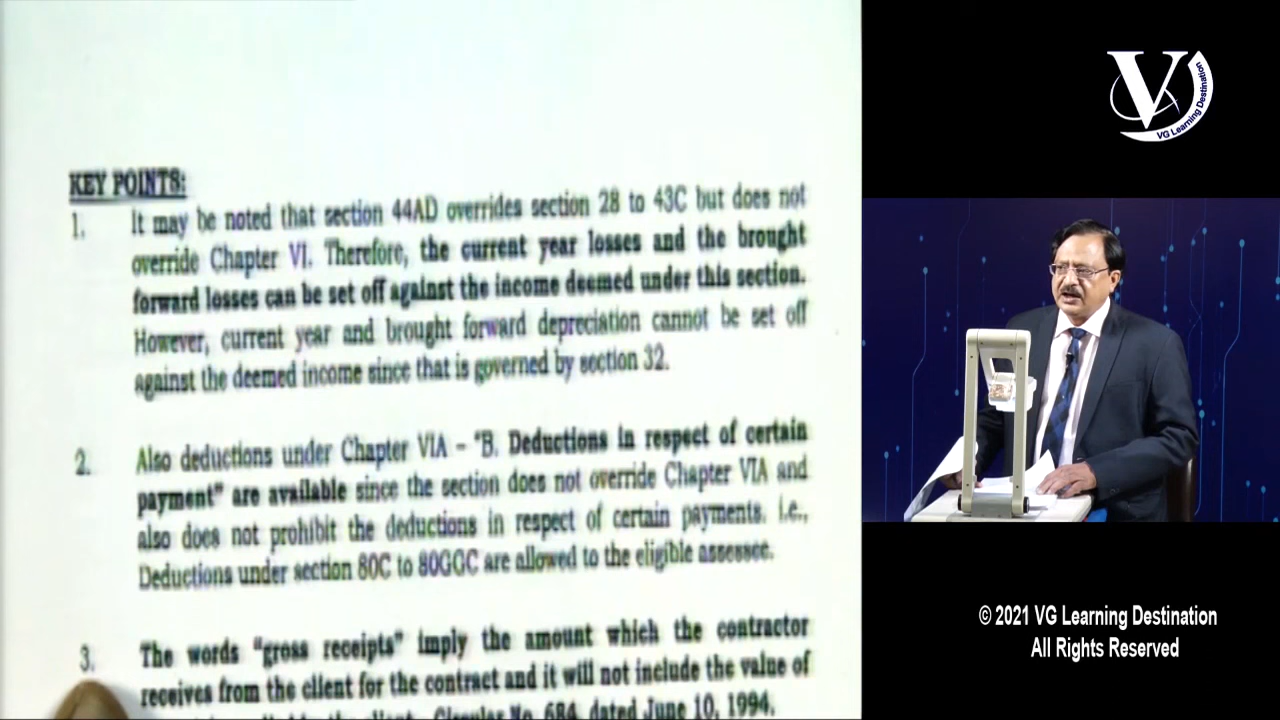 KEY POINTS:
1. It may be noted that section 44AD overrides section 28 to 43C but does not
override Chapter VI. Therefore, the current year losses and the brought
forward losses can be set off against the income deemed under this section.
However, current year and brought forward depreciation cannot be set off
against the deemed income since that is governed by section 32.
2. Also deductions under Chapter VIA – "B. Deductions in respect of certain
payment" are available since the section does not override Chapter VIA and
also does not prohibit the deductions in respect of certain payments. i.e.,
Deductions under section 80C to 80GGC are allowed to the eligible assessee.
3. The words "gross receipts" imply the amount which the contractor
receives from the client for the contract and it will not include the value of
by the client. Circular No. 684, dated June 10, 1994.
V
VG Learning Destination
© 2021 VG Learning Destination
All Rights Reserved